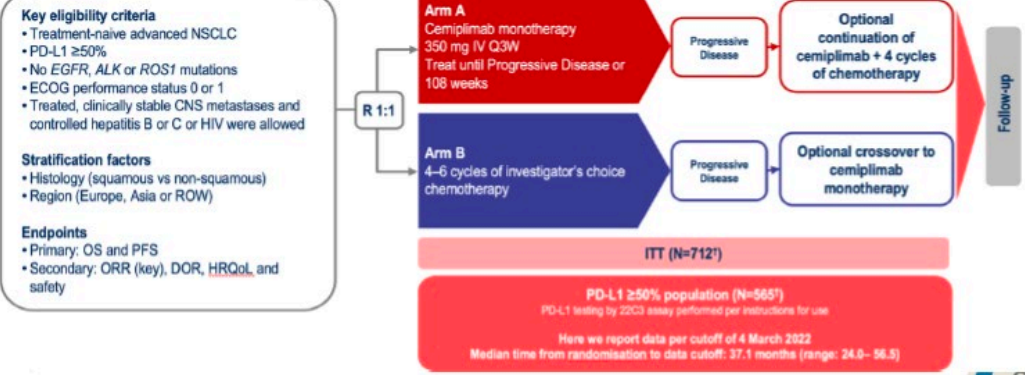 Key eligibility criteria
• Treatment-naive advanced NSCLC
• PD-L1 ≥50%
• No EGFR, ALK or ROS1 mutations
• ECOG performance status 0 or 1
• Treated, clinically stable CNS metastases and
controlled hepatitis B or C or HIV were allowed
Stratification factors
• Histology (squamous vs non-squamous)
• Region (Europe, Asia or ROW)
Endpoints
• Primary: OS and PFS
• Secondary: ORR (key), DOR, HRQoL and
safety
R 1:1
Arm A
Cemiplimab monotherapy
350 mg IV Q3W
Treat until Progressive Disease or
108 weeks
Progressive
Disease
Optional
continuation of
cemiplimab + 4 cycles
of chemotherapy
Arm B
4–6 cycles of investigator's choice
chemotherapy
Progressive
Disease
Optional crossover to
cemiplimab
monotherapy
Follow-up
ITT (N=712†)
PD-L1 ≥50% population (N=565†)
PD-L1 testing by 22C3 assay performed per instructions for use
Here we report data per cutoff of 4 March 2022
Median time from randomisation to data cutoff: 37.1 months (range: 24.0– 56.5)